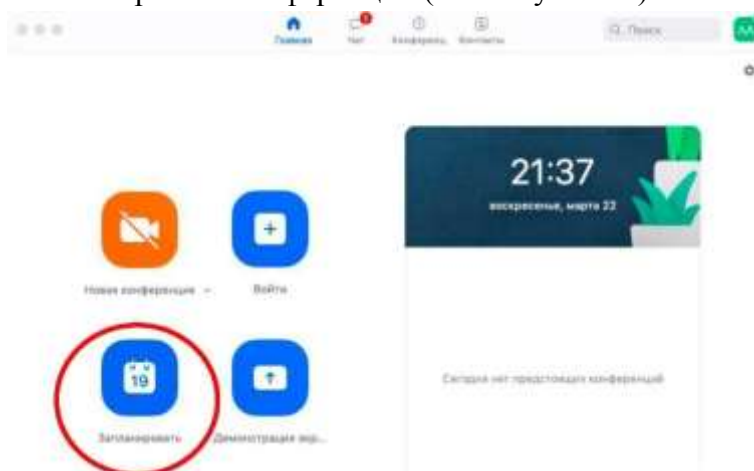 Главная Чат Контакты Поиск
21:37
воскресенье, марта 22
Новая конференция Войти
19
Сегодня нет предстоящих конференций
Запланировать Демонстрация экр...